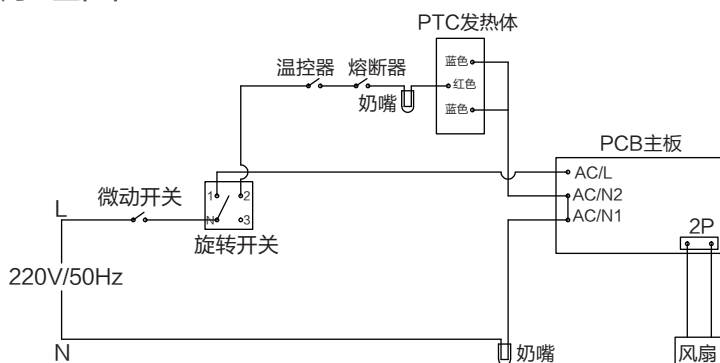 PTC发热体
蓝色
温控器 熔断器
红色
奶嘴
蓝色
PCB主板
AC/L
微动开关
1 2
AC/N2
L
N 3
AC/N1
旋转开关
2P
220V/50Hz
N
奶嘴
风扇